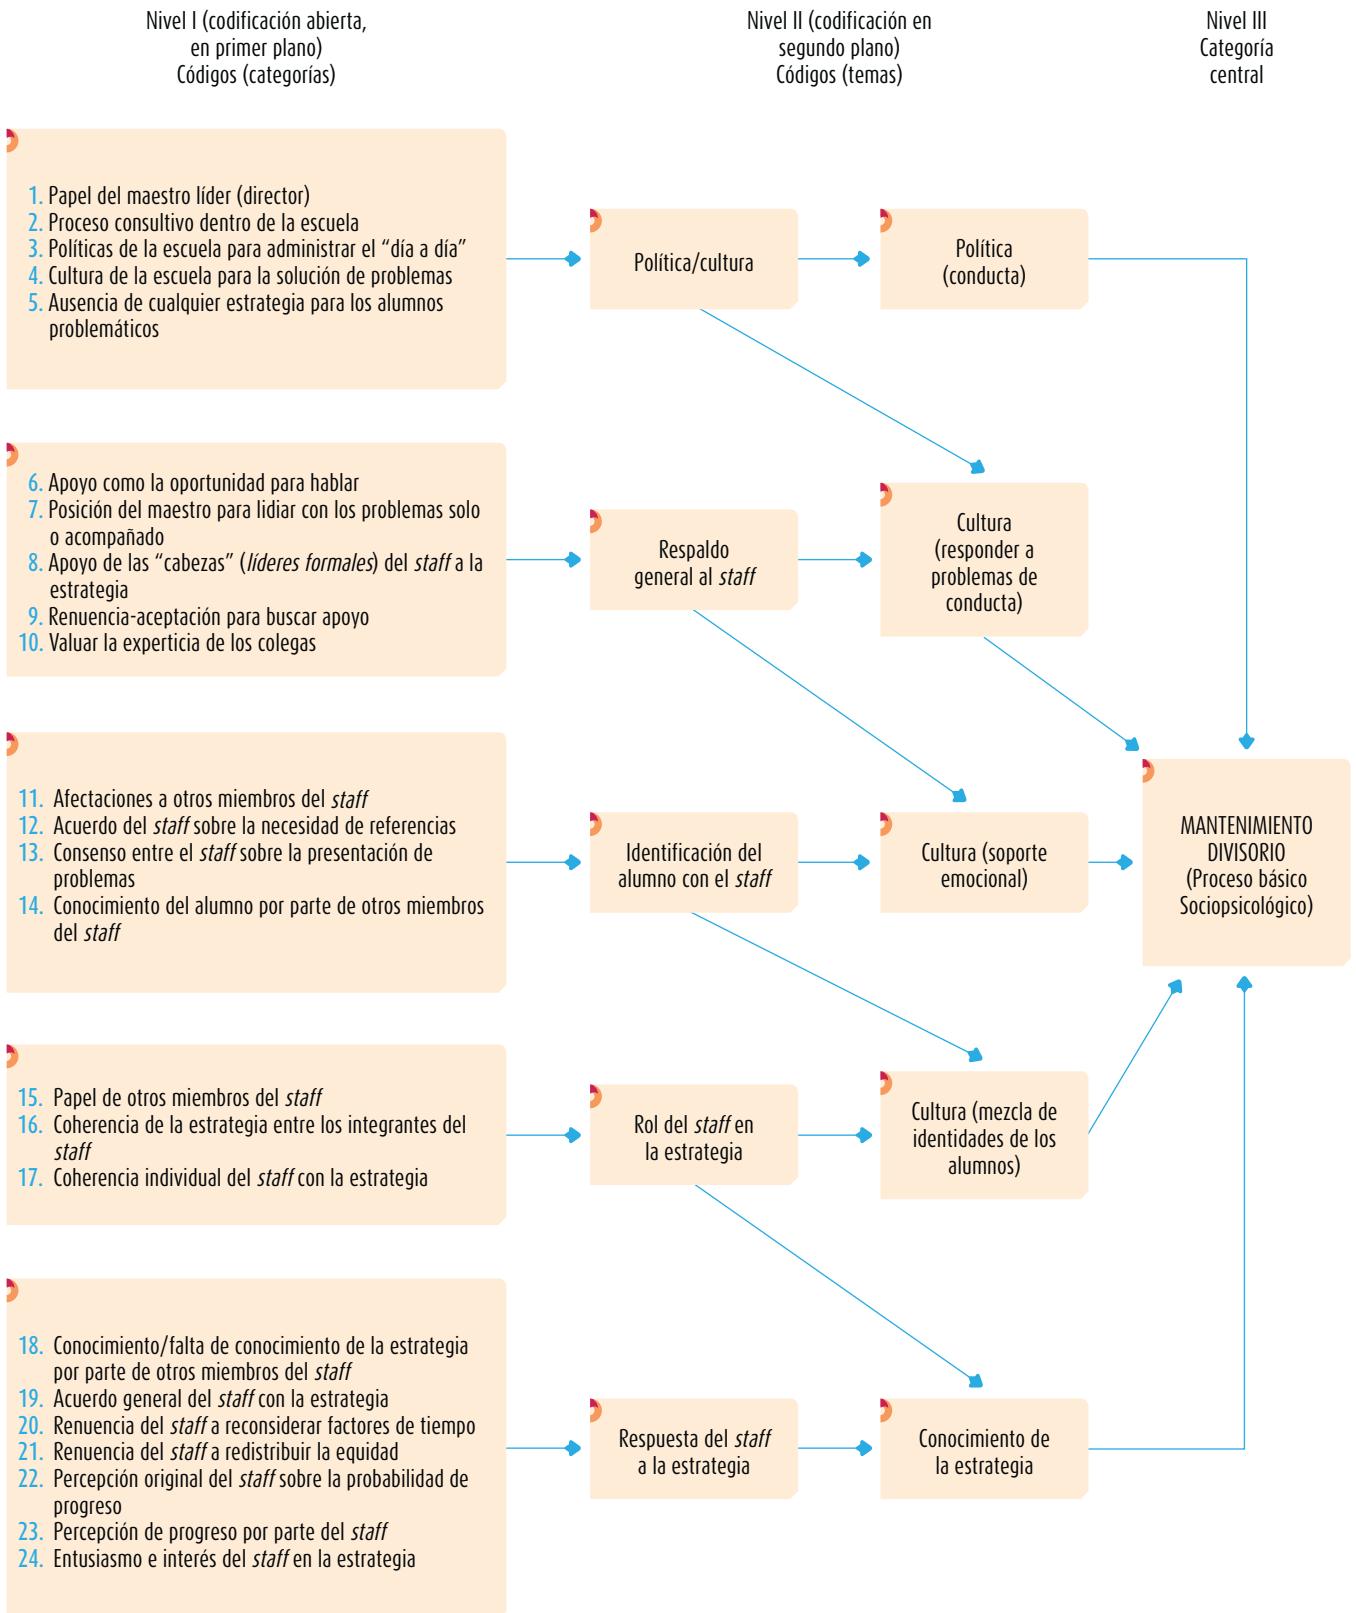 Nivel I (codificación abierta,
en primer plano)
Códigos (categorías)
Nivel II (codificación en
segundo plano)
Códigos (temas)
Nivel III
Categoría
central
1. Papel del maestro líder (director)
2. Proceso consultivo dentro de la escuela
3. Políticas de la escuela para administrar el “día a día”
4. Cultura de la escuela para la solución de problemas
5. Ausencia de cualquier estrategia para los alumnos
problemáticos
Política/cultura
Política
(conducta)
6. Apoyo como la oportunidad para hablar
7. Posición del maestro para lidiar con los problemas solo
o acompañado
8. Apoyo de las “cabezas” (líderes formales) del staff a la
estrategia
9. Renuencia-aceptación para buscar apoyo
10. Valuar la experticia de los colegas
Respaldo
general al staff
Cultura
(responder a
problemas de
conducta)
11. Afectaciones a otros miembros del staff
12. Acuerdo del staff sobre la necesidad de referencias
13. Consenso entre el staff sobre la presentación de
problemas
14. Conocimiento del alumno por parte de otros miembros
del staff
Identificación del
alumno con el staff
Cultura (soporte
emocional)
MANTENIMIENTO
DIVISORIO
(Proceso básico
Sociopsicológico)
15. Papel de otros miembros del staff
16. Coherencia de la estrategia entre los integrantes del
staff
17. Coherencia individual del staff con la estrategia
Rol del staff en
la estrategia
Cultura (mezcla de
identidades de los
alumnos)
18. Conocimiento/falta de conocimiento de la estrategia
por parte de otros miembros del staff
19. Acuerdo general del staff con la estrategia
20. Renuencia del staff a reconsiderar factores de tiempo
21. Renuencia del staff a redistribuir la equidad
22. Percepción original del staff sobre la probabilidad de
progreso
23. Percepción de progreso por parte del staff
24. Entusiasmo e interés del staff en la estrategia
Respuesta del staff
a la estrategia
Conocimiento de
la estrategia